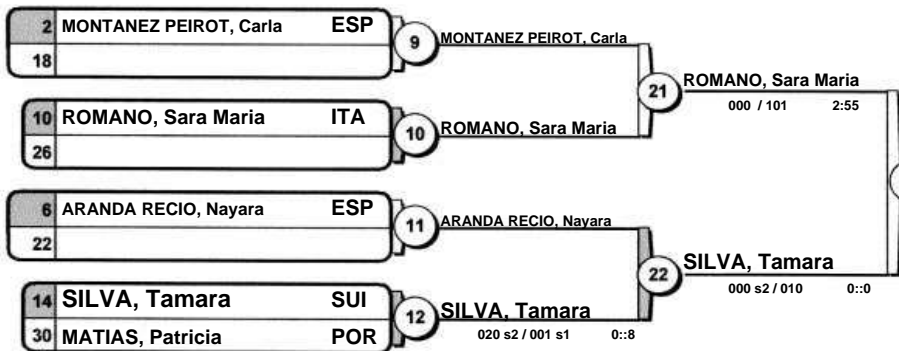 2 MONTANEZ PEIROT, Carla ESP
18
9
MONTANEZ PEIROT, Carla
10 ROMANO, Sara Maria ITA
26
10
ROMANO, Sara Maria
21
ROMANO, Sara Maria
000 / 101 2:55
6 ARANDA RECIO, Nayara ESP
22
11
ARANDA RECIO, Nayara
14 SILVA, Tamara SUI
30 MATIAS, Patricia POR
12
SILVA, Tamara
020 s2 / 001 s1 0::8
22
SILVA, Tamara
000 s2 / 010 0::0